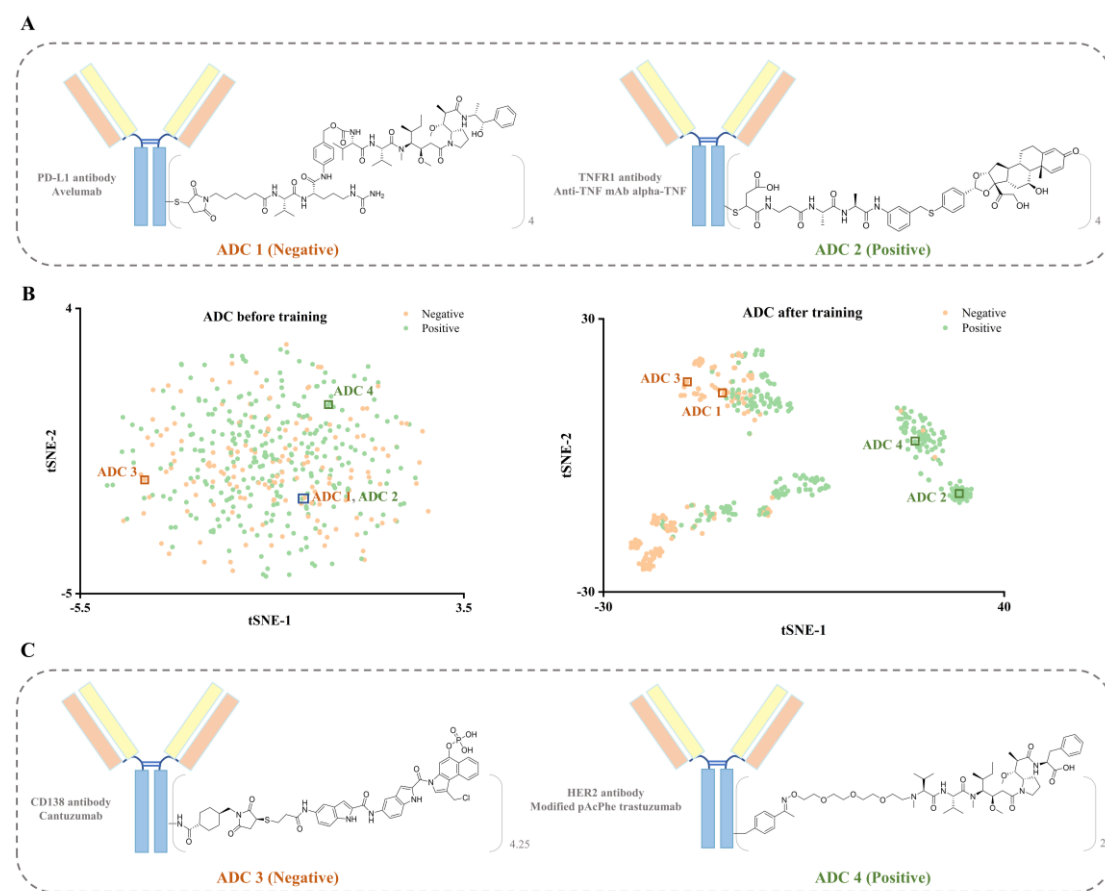 A
PD-L1 antibody
Avelumab
4
ADC 1 (Negative)
TNFR1 antibody
Anti-TNF mAb alpha-TNF
4
ADC 2 (Positive)
B
4
ADC before training
Negative
Positive
ADC 4
ADC 3
ADC 1, ADC 2
tSNE-2
-5
-5.5
3.5
tSNE-1
30
ADC after training
Negative
Positive
ADC 3
ADC 1
ADC 4
ADC 2
tSNE-2
-30
-30
40
tSNE-1
C
CD138 antibody
Cantuzumab
4.25
ADC 3 (Negative)
HER2 antibody
Modified pAcPhe trastuzumab
2
ADC 4 (Positive)